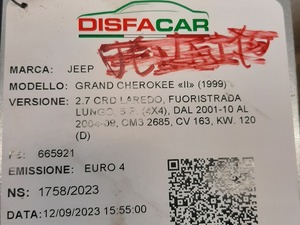 DISFACAR
MARCA: JEEP
MODELLO: GRAND CHEROKEE «II» (1999)
VERSIONE: 2.7 CRD LAREDO, FUORISTRADA
LUNGO, 5 P. (4X4), DAL 2001-10 AL
2004-09, CM3 2685, CV 163, KW. 120
(D)
665921
EMISSIONE: EURO 4
NS: 1758/2023
DATA: 12/09/2023 15:55:00